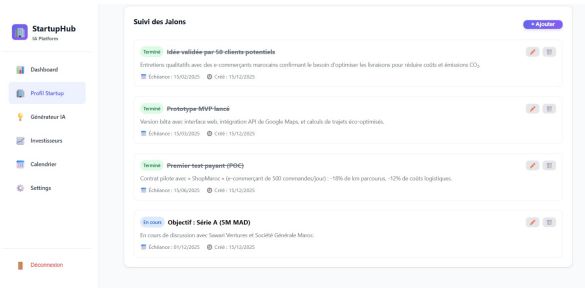 StartupHub
IA Platform
Dashboard
Profil Startup
Générateur IA
Investisseurs
Calendrier
Settings
Déconnexion
Suivi des Jalons
+ Ajouter
Terminé Idée validée par 50 clients potentiels
Entretiens qualitatifs avec des e-commerçants marocains confirmant le besoin d'optimiser les livraisons pour réduire coûts et émissions CO₂.
Échéance : 15/02/2025 Créé : 15/12/2025
Terminé Prototype MVP lancé
Version bêta avec interface web, intégration API de Google Maps, et calculs de trajets éco-optimisés.
Échéance : 15/03/2025 Créé : 15/12/2025
Terminé Premier test payant (POC)
Contrat pilote avec « ShopMaroc » (e-commerçant de 500 commandes/jour) : -18% de km parcourus, -12% de coûts logistiques.
Échéance : 15/06/2025 Créé : 15/12/2025
En cours Objectif : Série A (5M MAD)
En cours de discussion avec Sawari Ventures et Société Générale Maroc.
Échéance : 01/12/2025 Créé : 15/12/2025